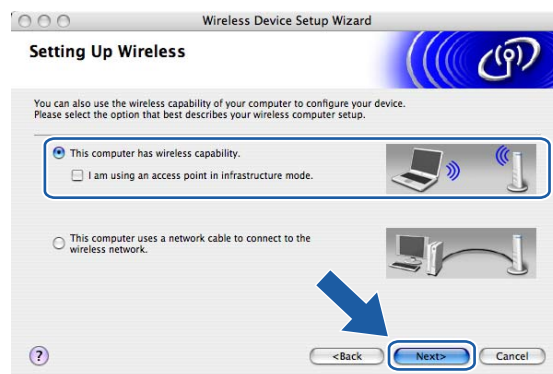 Wireless Device Setup Wizard
Setting Up Wireless
You can also use the wireless capability of your computer to configure your device.
Please select the option that best describes your wireless computer setup.
This computer has wireless capability.
I am using an access point in infrastructure mode.
This computer uses a network cable to connect to the
wireless network.
?
<Back
Next>
Cancel